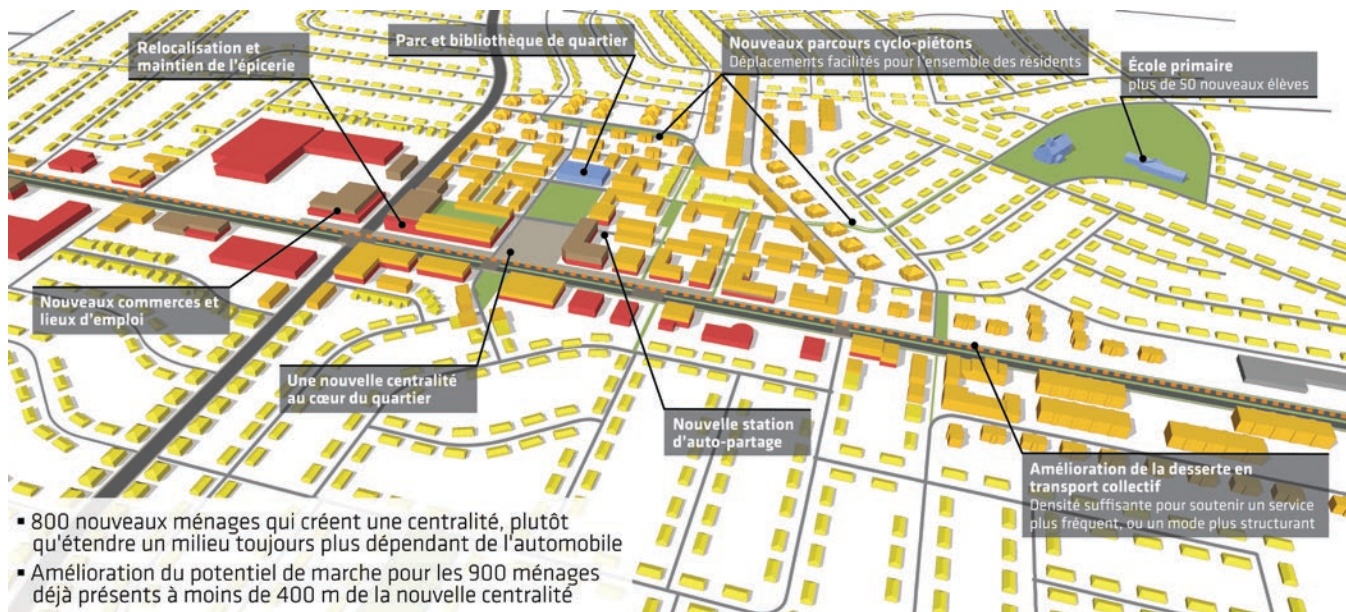 Relocalisation et
maintien de l'épicerie
Parc et bibliothèque de quartier
Nouveaux parcours cyclo-piétons
Déplacements facilités pour l'ensemble des résidents
École primaire
plus de 50 nouveaux élèves
Nouveaux commerces et
lieux d'emploi
Une nouvelle centralité
au cœur du quartier
Nouvelle station
d'auto-partage
Amélioration de la desserte en
transport collectif
Densité suffisante pour soutenir un service
plus fréquent, ou un mode plus structurant
▪ 800 nouveaux ménages qui créent une centralité, plutôt
qu'étendre un milieu toujours plus dépendant de l'automobile
▪ Amélioration du potentiel de marche pour les 900 ménages
déjà présents à moins de 400 m de la nouvelle centralité